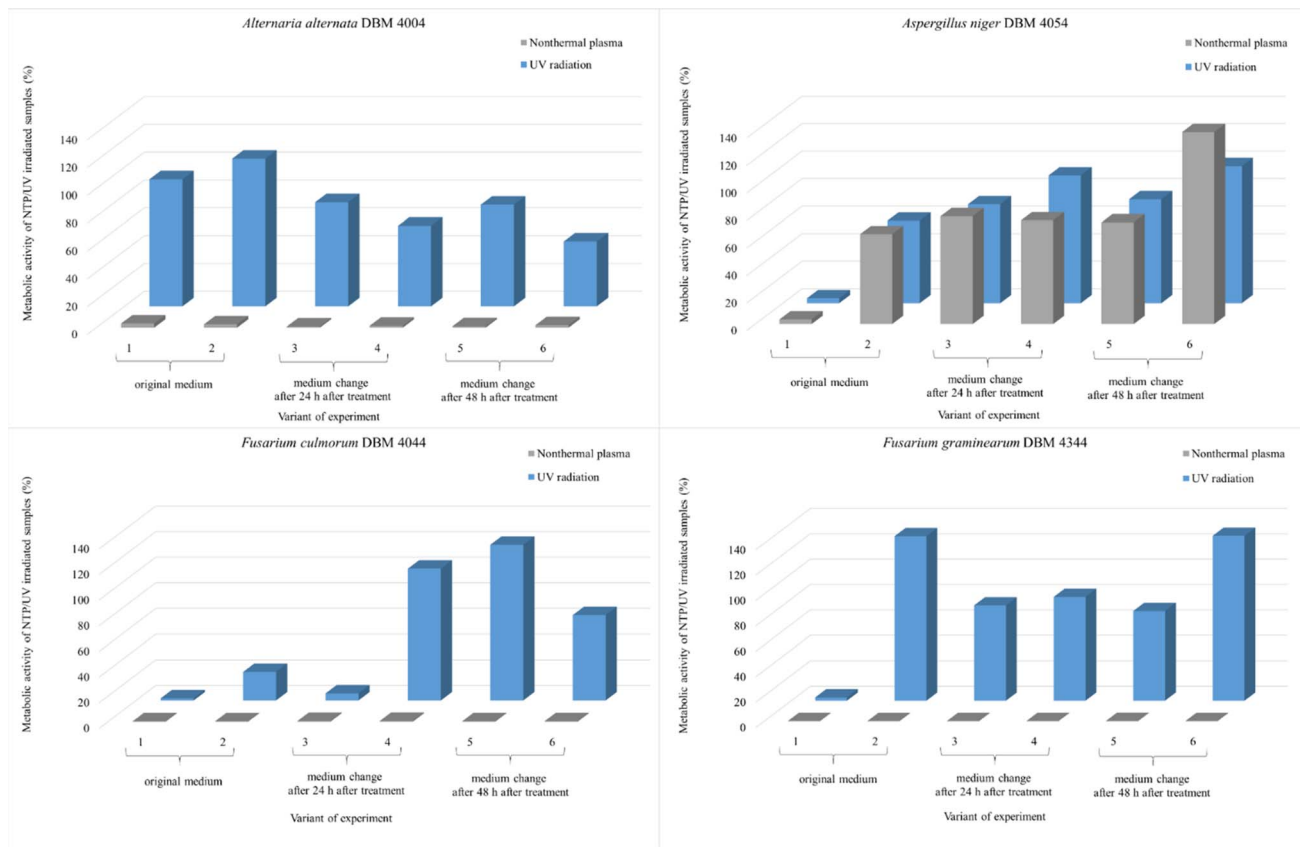 Alternaria alternata DBM 4004
Nonthermal plasma
UV radiation
Metabolic activity of NTP/UV irradiated samples (%)
140
120
100
80
60
40
20
0
1 2 3 4 5 6
original medium
medium change
after 24 h after treatment
medium change
after 48 h after treatment
Variant of experiment
Aspergillus niger DBM 4054
Nonthermal plasma
UV radiation
Metabolic activity of NTP/UV irradiated samples (%)
140
120
100
80
60
40
20
0
1 2 3 4 5 6
original medium
medium change
after 24 h after treatment
medium change
after 48 h after treatment
Variant of experiment
Fusarium culmorum DBM 4044
Nonthermal plasma
UV radiation
Metabolic activity of NTP/UV irradiated samples (%)
140
120
100
80
60
40
20
0
1 2 3 4 5 6
original medium
medium change
after 24 h after treatment
medium change
after 48 h after treatment
Variant of experiment
Fusarium graminearum DBM 4344
Nonthermal plasma
UV radiation
Metabolic activity of NTP/UV irradiated samples (%)
140
120
100
80
60
40
20
0
1 2 3 4 5 6
original medium
medium change
after 24 h after treatment
medium change
after 48 h after treatment
Variant of experiment